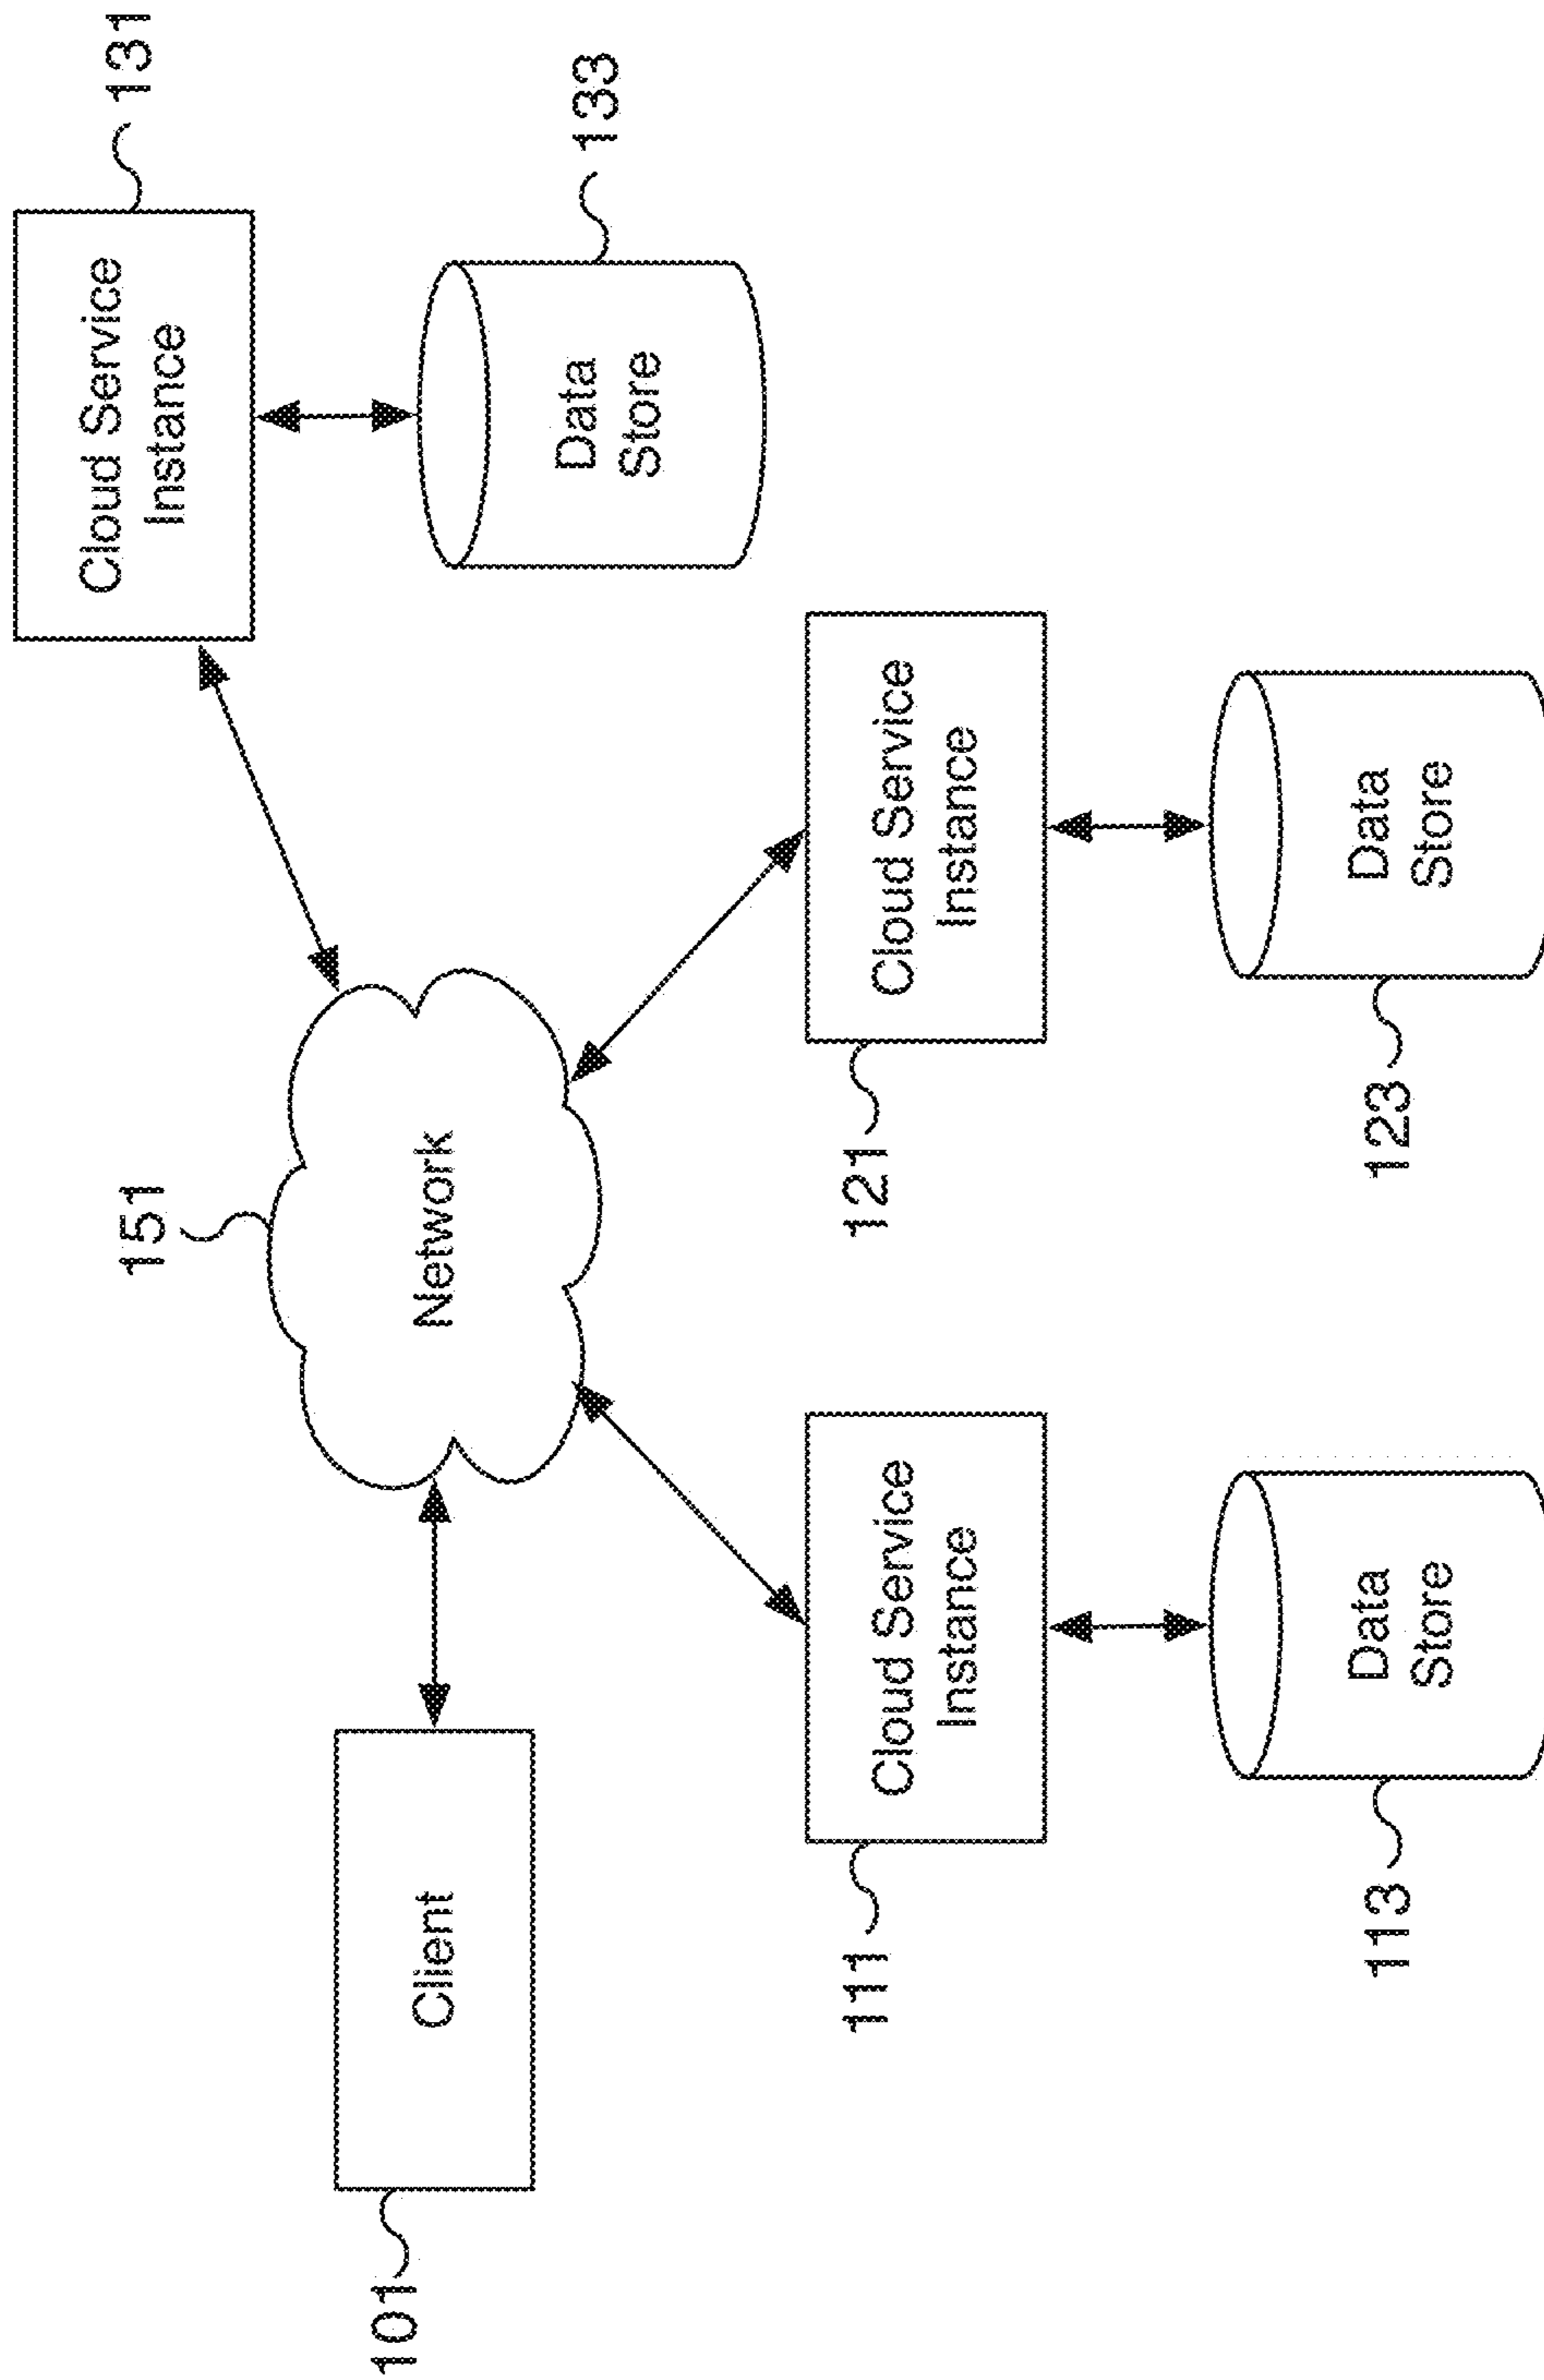 151
Network
Client
101
Cloud Service
Instance
131
Data
Store
133
Cloud Service
Instance
111
Data
Store
113
Cloud Service
Instance
121
Data
Store
123